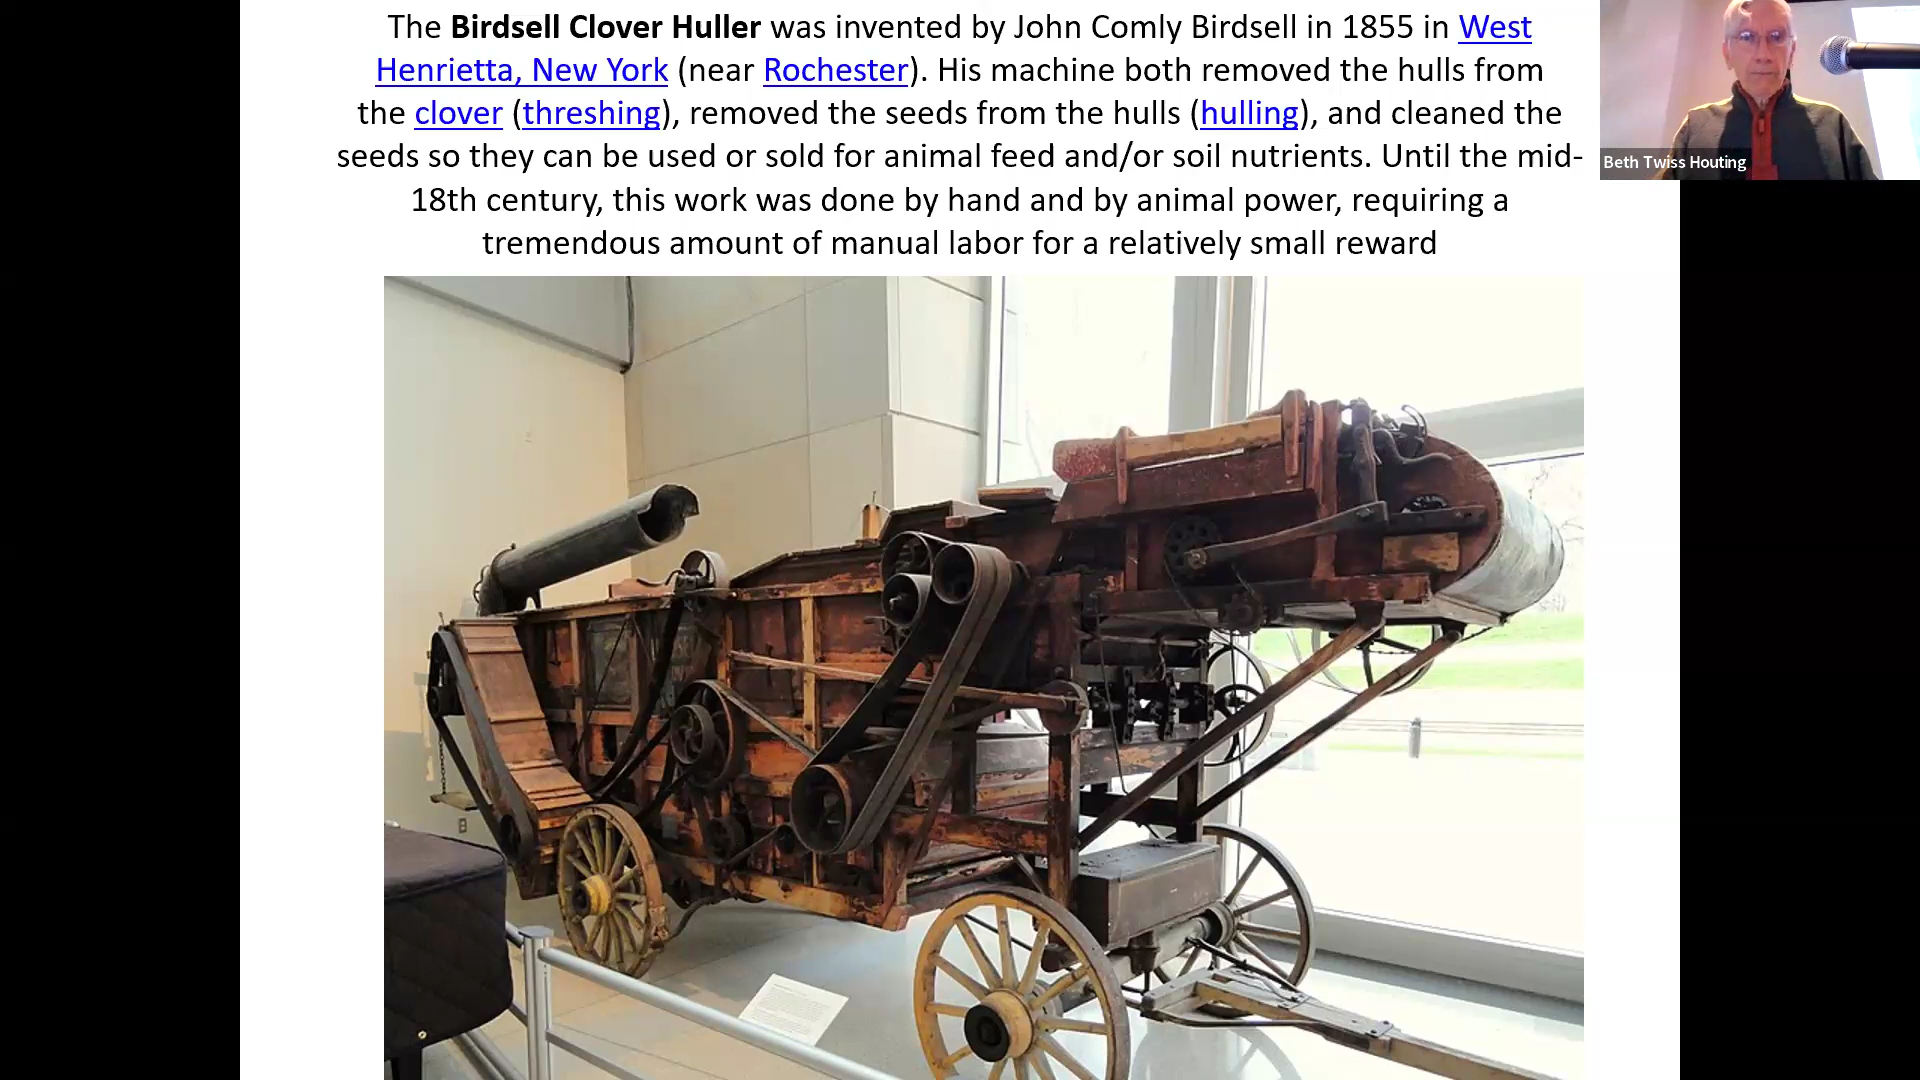 The Birdsell Clover Huller was invented by John Comly Birdsell in 1855 in West
Henrietta, New York (near Rochester). His machine both removed the hulls from
the clover (threshing), removed the seeds from the hulls (hulling), and cleaned the
seeds so they can be used or sold for animal feed and/or soil nutrients. Until the mid-
18th century, this work was done by hand and by animal power, requiring a
tremendous amount of manual labor for a relatively small reward
Beth Twiss Houting